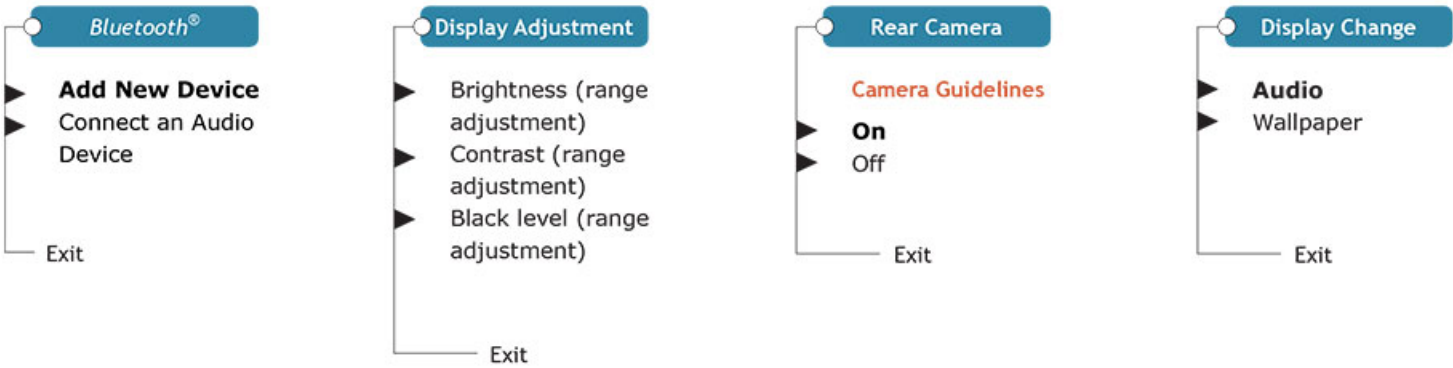 Bluetooth®
Add New Device
Connect an Audio
Device
Exit
Display Adjustment
Brightness (range
adjustment)
Contrast (range
adjustment)
Black level (range
adjustment)
Exit
Rear Camera
Camera Guidelines
On
Off
Exit
Display Change
Audio
Wallpaper
Exit